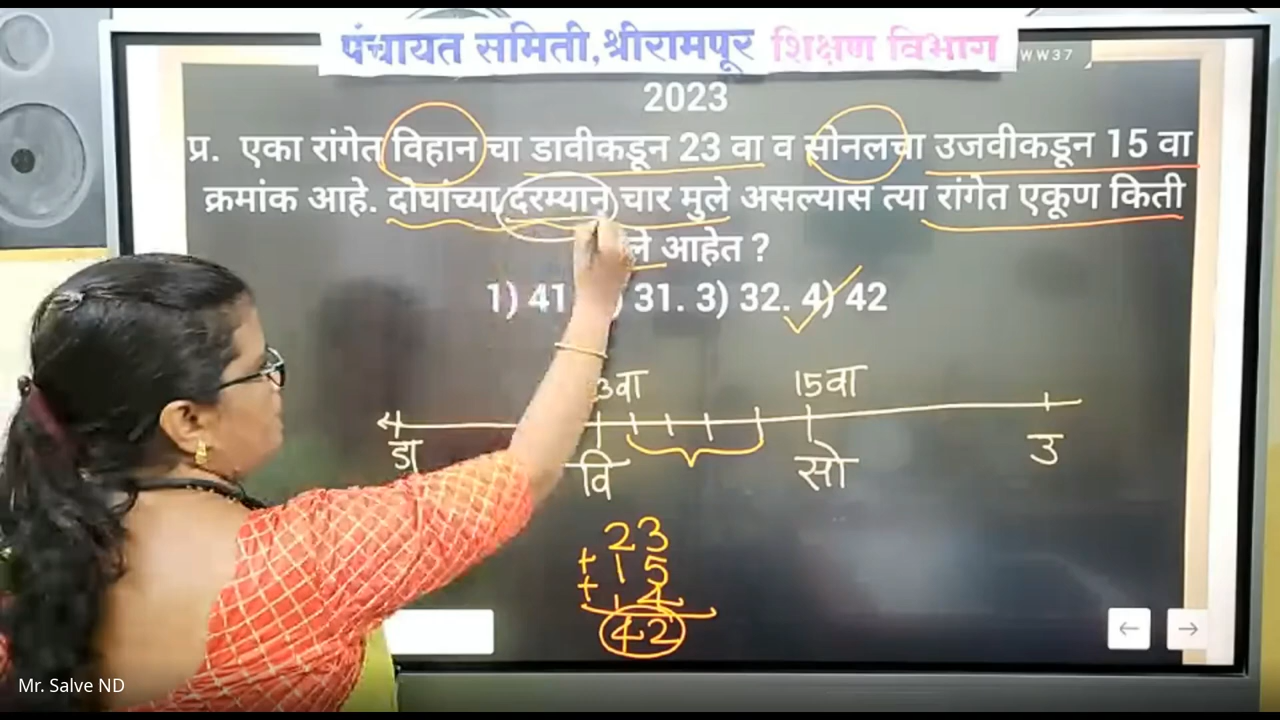 पंचायत समिती,श्रीरामपूर शिक्षण विभाग
WW37
2023
प्र. एका रांगेत विहान चा डावीकडून 23 वा व सोनलचा उजवीकडून 15 वा
क्रमांक आहे. दोघांच्या दरम्यान चार मुले असल्यास त्या रांगेत एकूण किती
आहेत ?
1) 41 31. 3) 32. 4) 42
3वा 15वा
डा वि सो उ
23
+15
+ 4
42
← →
Mr. Salve ND